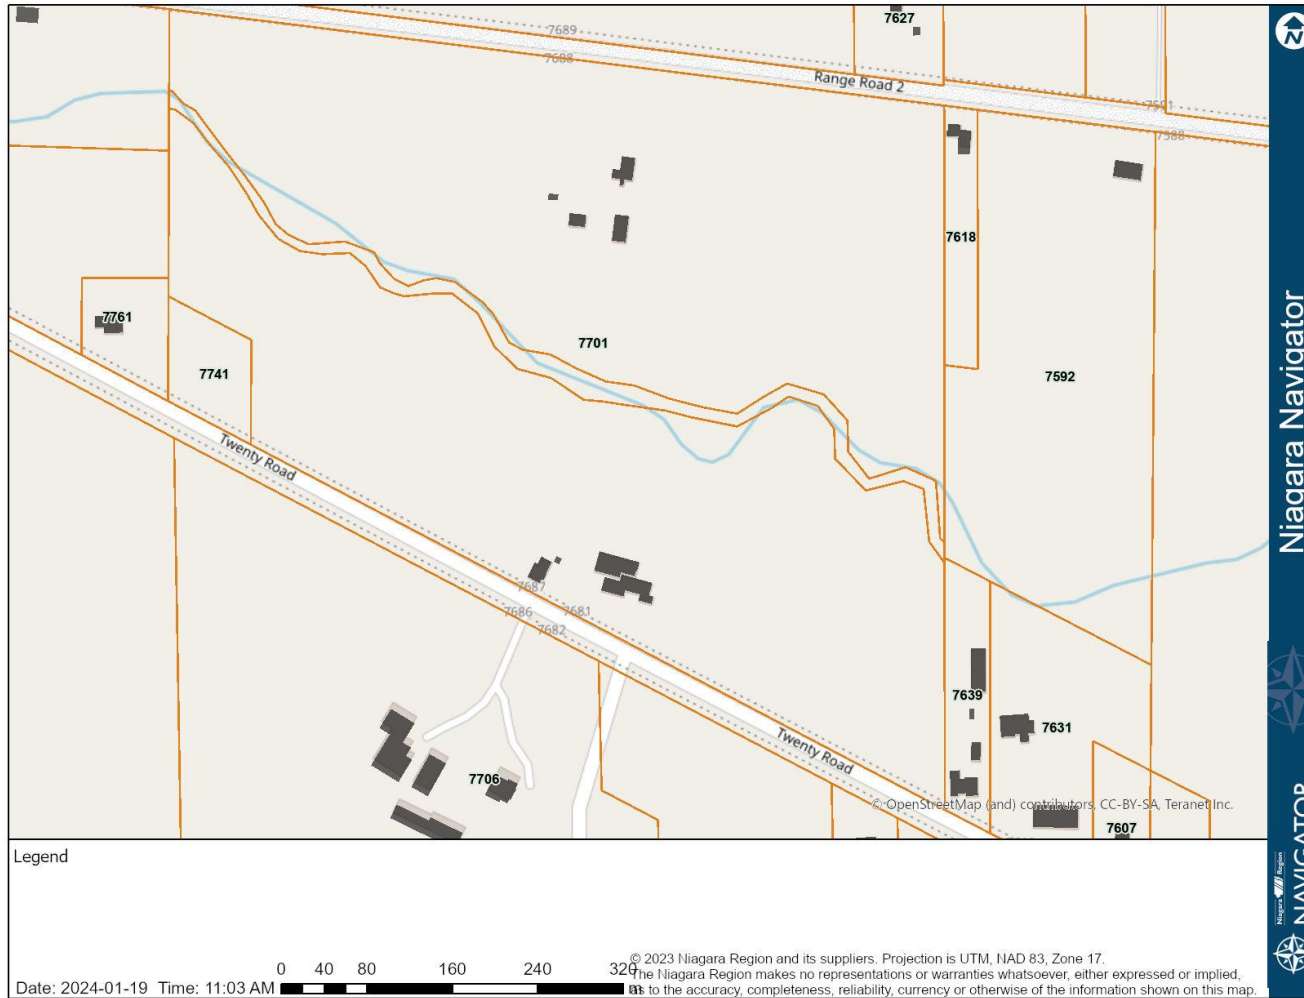 7627
7689
7688
Range Road 2
7591
7588
7618
7761
7701
7741
7592
Twenty Road
7687
7686
7681
7682
7639
7631
Twenty Road
7706
© OpenStreetMap (and) contributors, CC-BY-SA, Teranet Inc.
7607
Legend
0 40 80 160 240 320
m
Date: 2024-01-19 Time: 11:03 AM
© 2023 Niagara Region and its suppliers. Projection is UTM, NAD 83, Zone 17.
The Niagara Region makes no representations or warranties whatsoever, either expressed or implied,
as to the accuracy, completeness, reliability, currency or otherwise of the information shown on this map.
N
Niagara Navigator
Niagara Region
NAVIGATOR